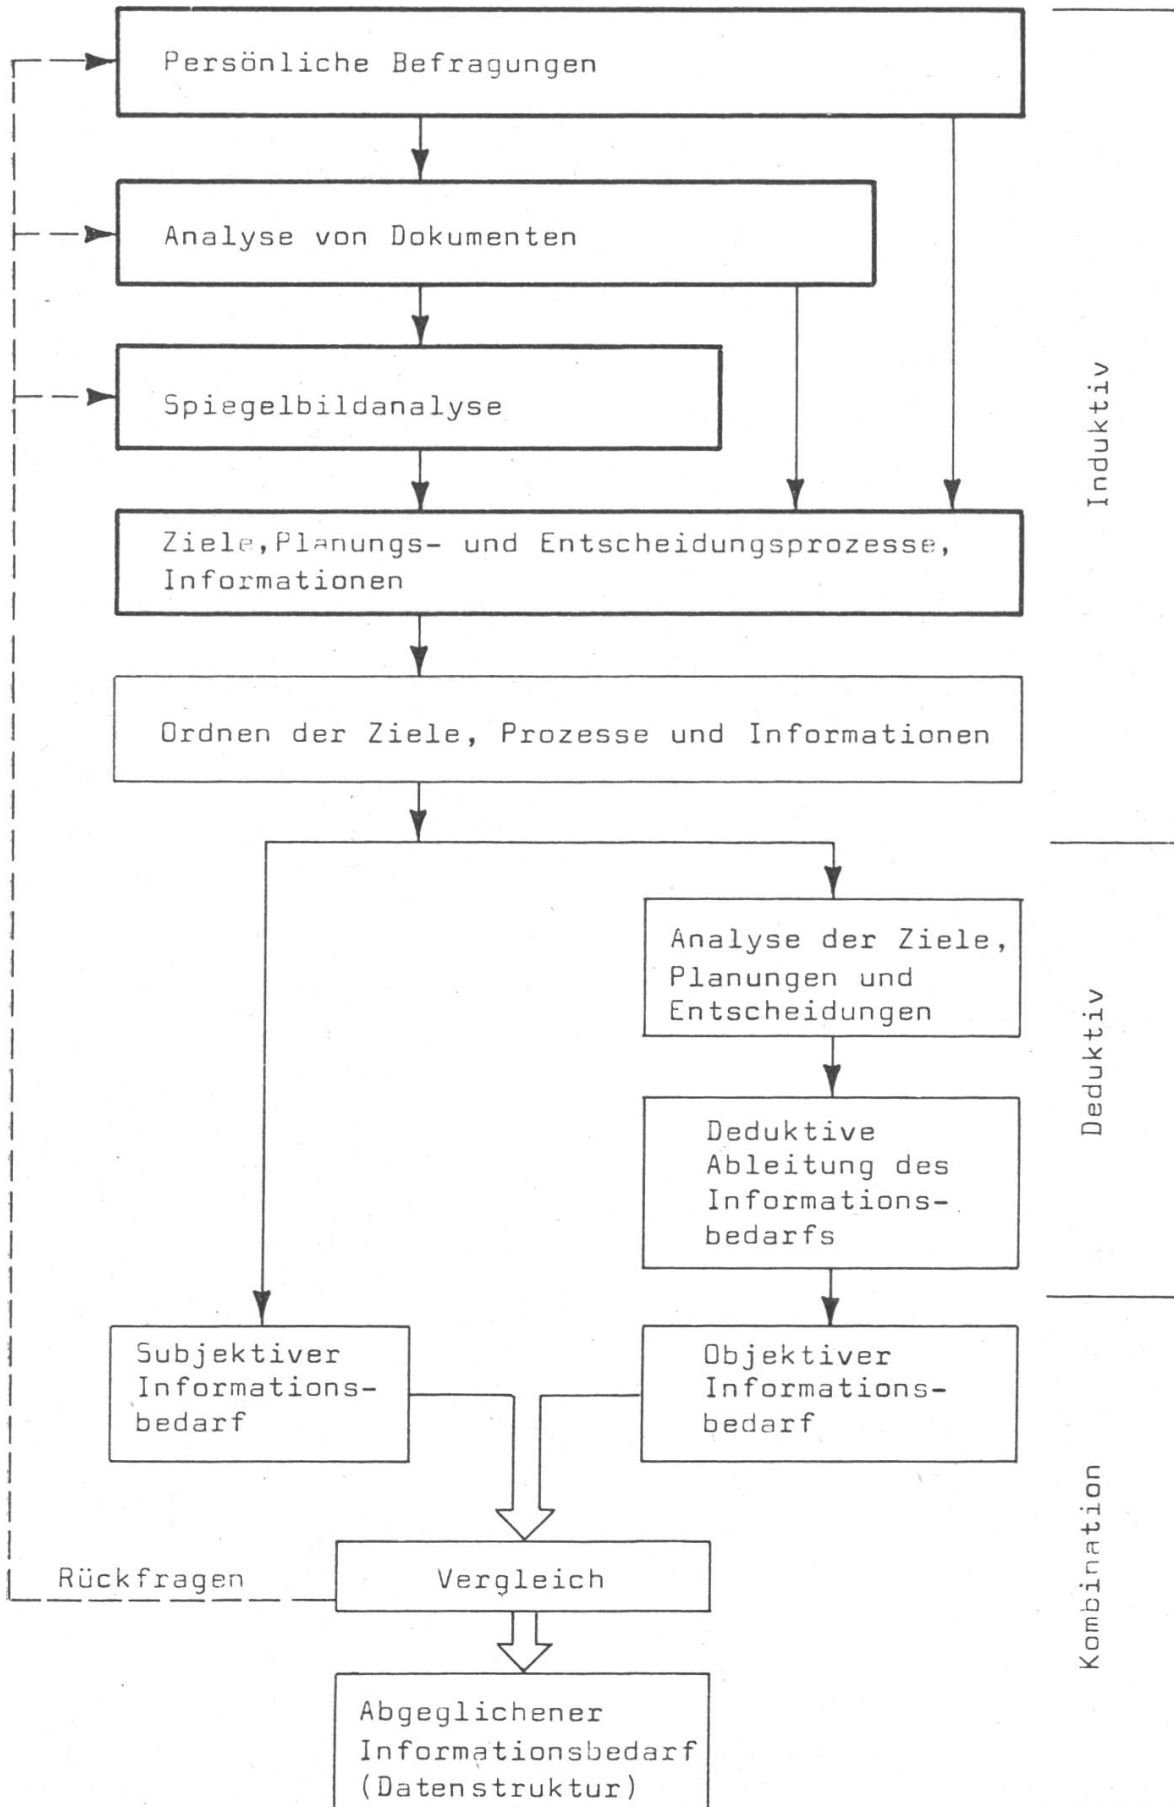 Persönliche Befragungen
Analyse von Dokumenten
Spiegelbildanalyse
Ziele, Planungs- und Entscheidungsprozesse,
Informationen
Ordnen der Ziele, Prozesse und Informationen
Induktiv
Analyse der Ziele,
Planungen und
Entscheidungen
Deduktive
Ableitung des
Informations-
bedarfs
Deduktiv
Subjektiver
Informations-
bedarf
Objektiver
Informations-
bedarf
Rückfragen
Vergleich
Abgeglichener
Informationsbedarf
(Datenstruktur)
Kombination